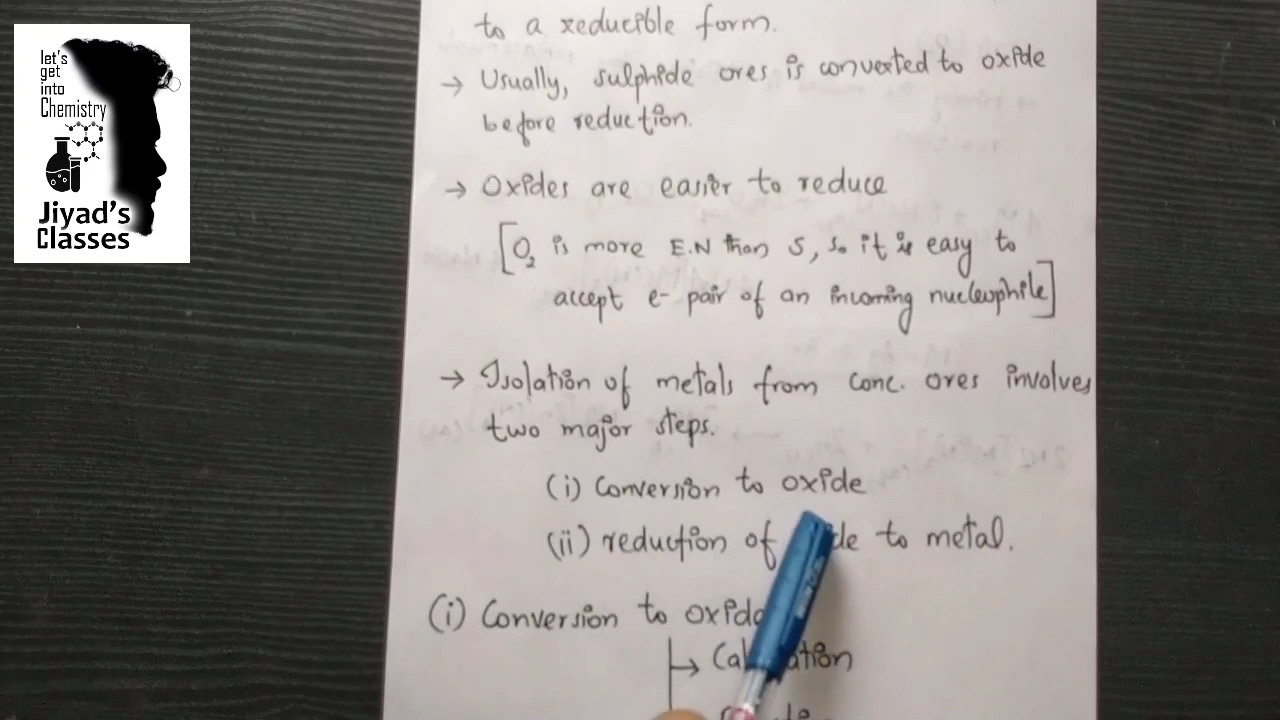 let's
get
into
Chemistry
Jiyad's
Classes
to a reducible form.
→ Usually, sulphide ores is converted to oxide
before reduction.
→ Oxides are easier to reduce
[O₂ is more E.N than S, so it is easy to
accept e- pair of an incoming nucleophile]
→ Isolation of metals from conc. ores involves
two major steps.
(i) Conversion to oxide
(ii) reduction of to metal.
(i) Conversion to oxide
→